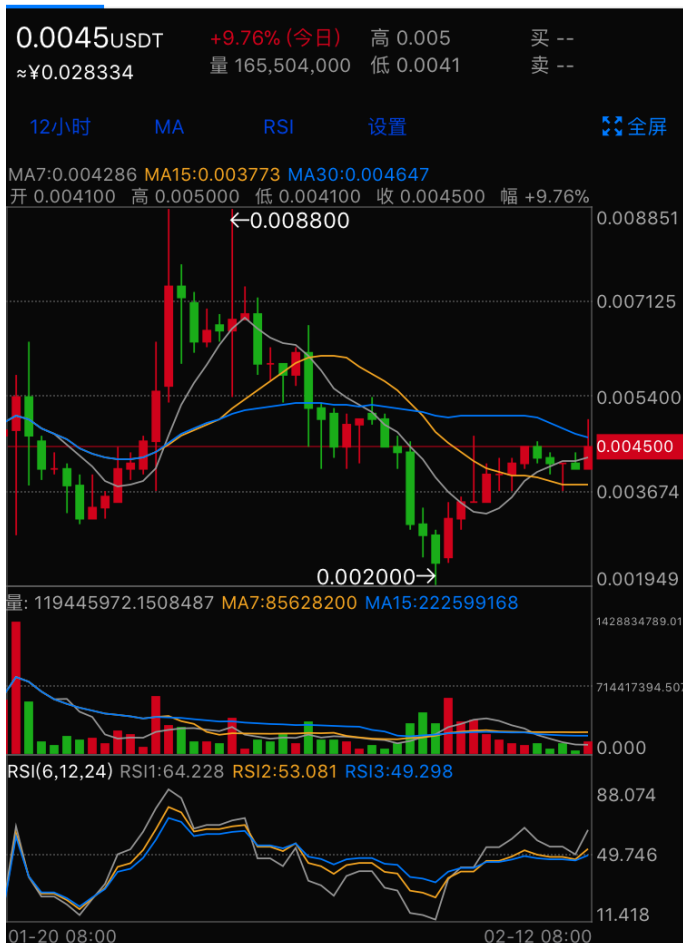 0.0045USDT +9.76% (今日) 高 0.005 买 --
≈¥0.028334 量 165,504,000 低 0.0041 卖 --
12小时 MA RSI 设置 全屏
MA7:0.004286 MA15:0.003773 MA30:0.004647
开 0.004100 高 0.005000 低 0.004100 收 0.004500 幅 +9.76%
0.008851
←0.008800
0.007125
0.005400
0.004500
0.003674
0.002000→
0.001949
量: 119445972.1508487 MA7:85628200 MA15:222599168
1428834789.01
714417394.507
0.000
RSI(6,12,24) RSI1:64.228 RSI2:53.081 RSI3:49.298
88.074
49.746
11.418
01-20 08:00 02-12 08:00